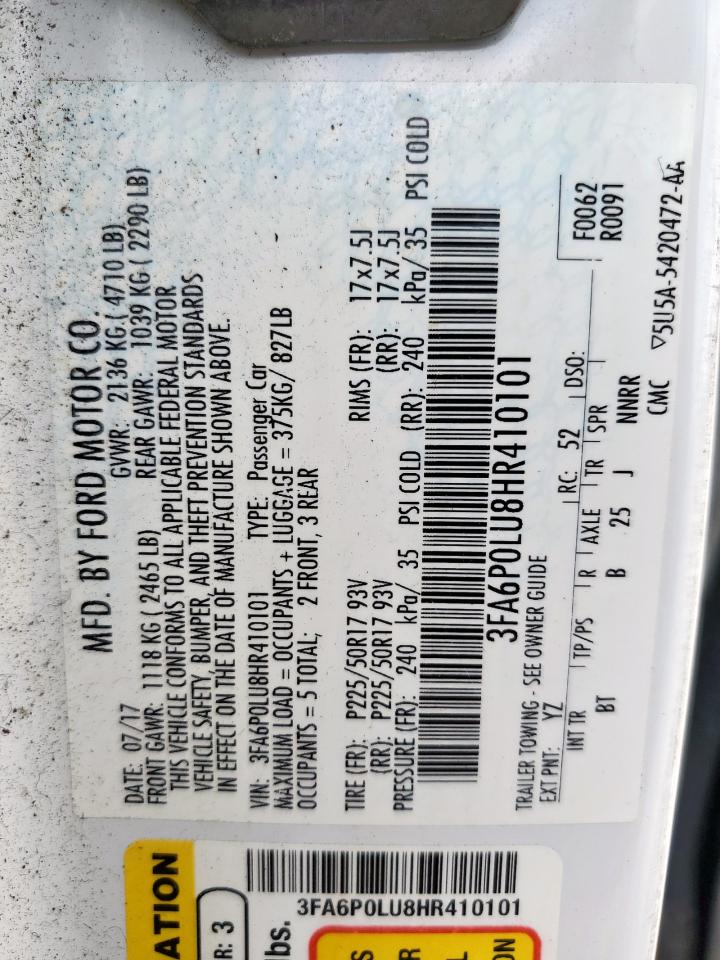 MFD. BY FORD MOTOR CO.
DATE: 07/17 GVWR: 2136 KG ( 4710 LB)
FRONT GAWR: 1118 KG ( 2465 LB) REAR GAWR: 1039 KG ( 2290 LB)
THIS VEHICLE CONFORMS TO ALL APPLICABLE FEDERAL MOTOR
VEHICLE SAFETY, BUMPER, AND THEFT PREVENTION STANDARDS
IN EFFECT ON THE DATE OF MANUFACTURE SHOWN ABOVE.
VIN: 3FA6P0LU8HR410101 TYPE: Passenger Car
MAXIMUM LOAD = OCCUPANTS + LUGGAGE = 375KG/ 827LB
OCCUPANTS = 5 TOTAL; 2 FRONT, 3 REAR
TIRE (FR): P225/50R17 93V RIMS (FR): 17x7.5J
(RR): P225/50R17 93V (RR): 17x7.5J
PRESSURE (FR): 240 kPa/ 35 PSI COLD (RR): 240 kPa/ 35 PSI COLD
3FA6P0LU8HR410101
TRAILER TOWING - SEE OWNER GUIDE
EXT PNT: YZ RC: 52 DSO: F0062
R0091
INT TR TP/PS R AXLE TR SPR
BT B 25 J NNRR
CMC ▽5U5A-5420472-AA
ATION
R: 3
3FA6P0LU8HR410101
lbs.
S
R
L
ON